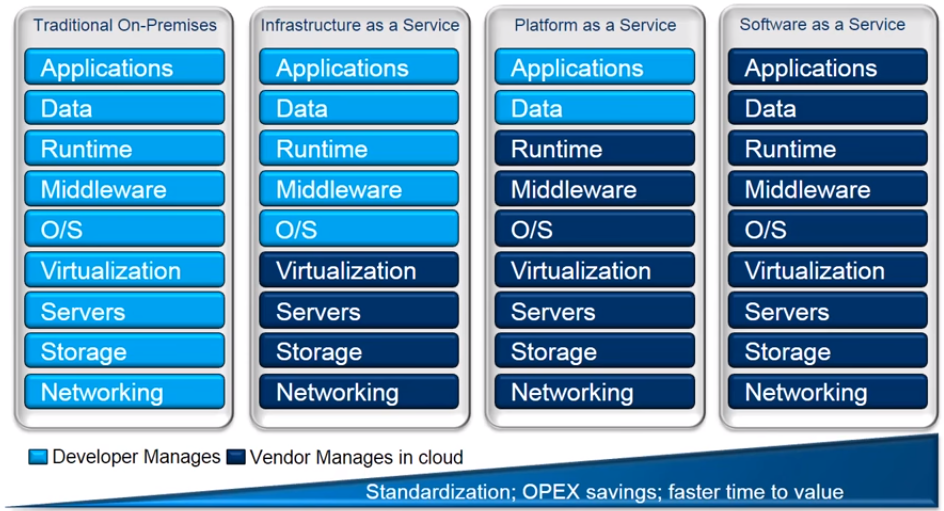 Traditional On-Premises
Applications
Data
Runtime
Middleware
O/S
Virtualization
Servers
Storage
Networking
Infrastructure as a Service
Applications
Data
Runtime
Middleware
O/S
Virtualization
Servers
Storage
Networking
Platform as a Service
Applications
Data
Runtime
Middleware
O/S
Virtualization
Servers
Storage
Networking
Software as a Service
Applications
Data
Runtime
Middleware
O/S
Virtualization
Servers
Storage
Networking
Developer Manages
Vendor Manages in cloud
Standardization; OPEX savings; faster time to value